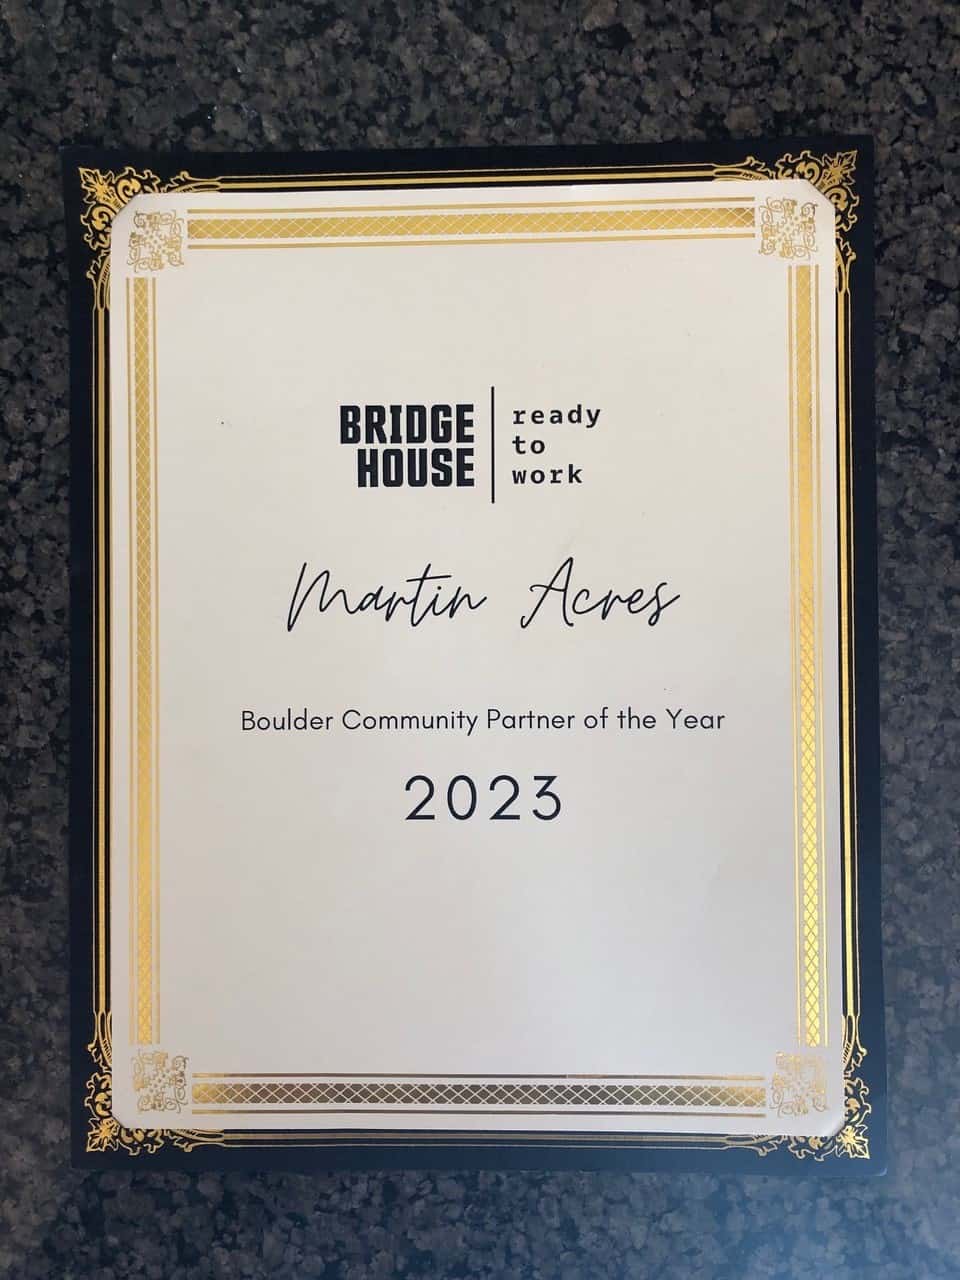 BRIDGE
HOUSE
ready
to
work
Martin Acres
Boulder Community Partner of the Year
2023